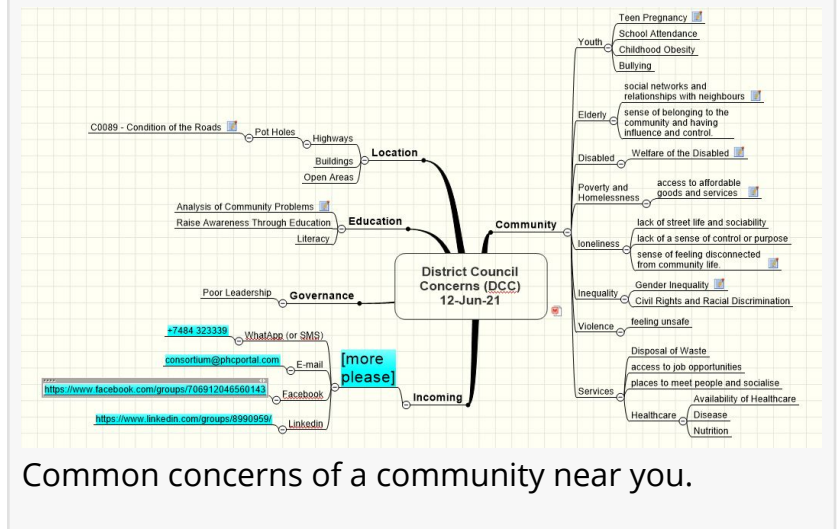 District Council
Concerns (DCC)
12-Jun-21
Location
Highways
Pot Holes
C0089 - Condition of the Roads
Buildings
Open Areas
Education
Analysis of Community Problems
Raise Awareness Through Education
Literacy
Governance
Poor Leadership
Incoming
[more
please]
WhatApp (or SMS)
+7484 323339
E-mail
consortium@phcportal.com
Facebook
https://www.facebook.com/groups/706912046560143
Linkedin
https://www.linkedin.com/groups/8990959/
Community
Youth
Teen Pregnancy
School Attendance
Childhood Obesity
Bullying
Elderly
social networks and
relationships with neighbours
sense of belonging to the
community and having
influence and control.
Disabled
Welfare of the Disabled
Poverty and
Homelessness
access to affordable
goods and services
loneliness
lack of street life and sociability
lack of a sense of control or purpose
sense of feeling disconnected
from community life.
Inequality
Gender Inequality
Civil Rights and Racial Discrimination
Violence
feeling unsafe
Services
Disposal of Waste
access to job opportunities
places to meet people and socialise
Healthcare
Availability of Healthcare
Disease
Nutrition
Common concerns of a community near you.